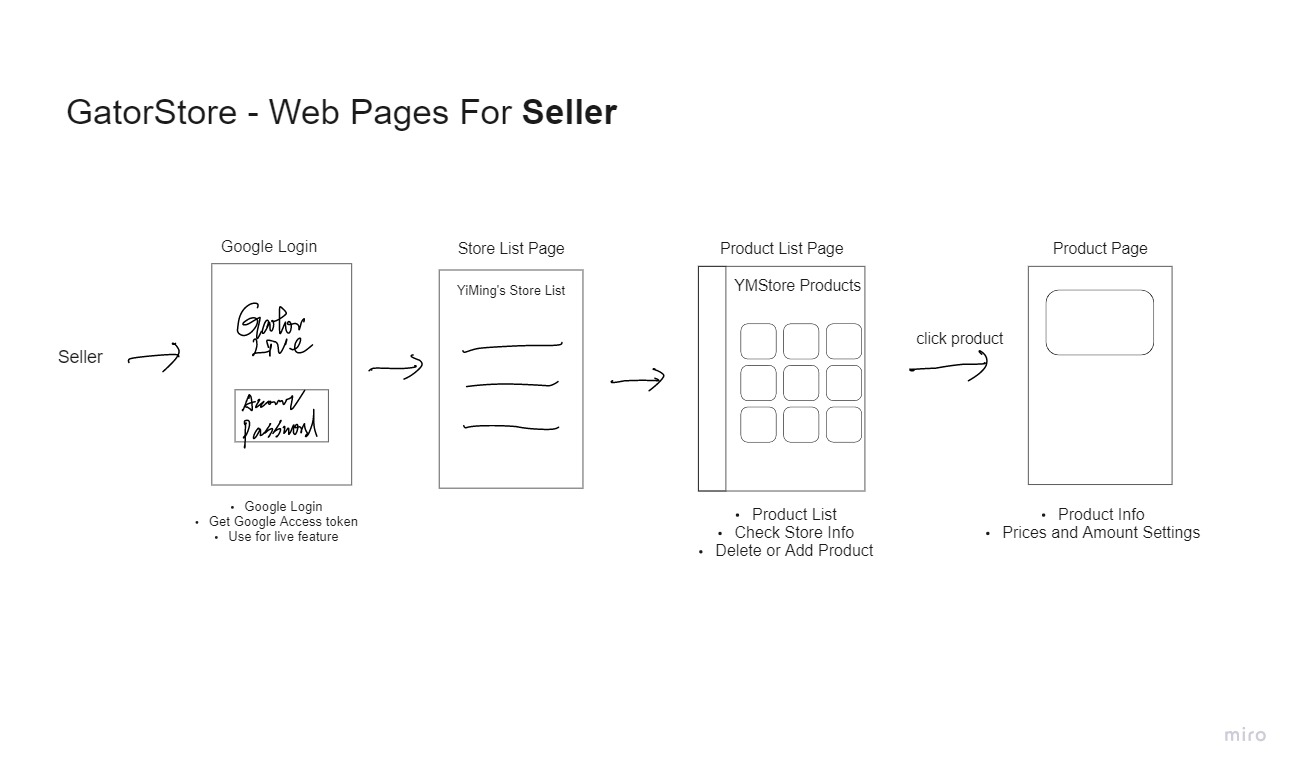 GatorStore - Web Pages For Seller
Seller
Google Login
Gator
Live
Password
• Google Login
• Get Google Access token
• Use for live feature
Store List Page
YiMing's Store List
Product List Page
YMStore Products
• Product List
• Check Store Info
• Delete or Add Product
click product
Product Page
• Product Info
• Prices and Amount Settings
miro